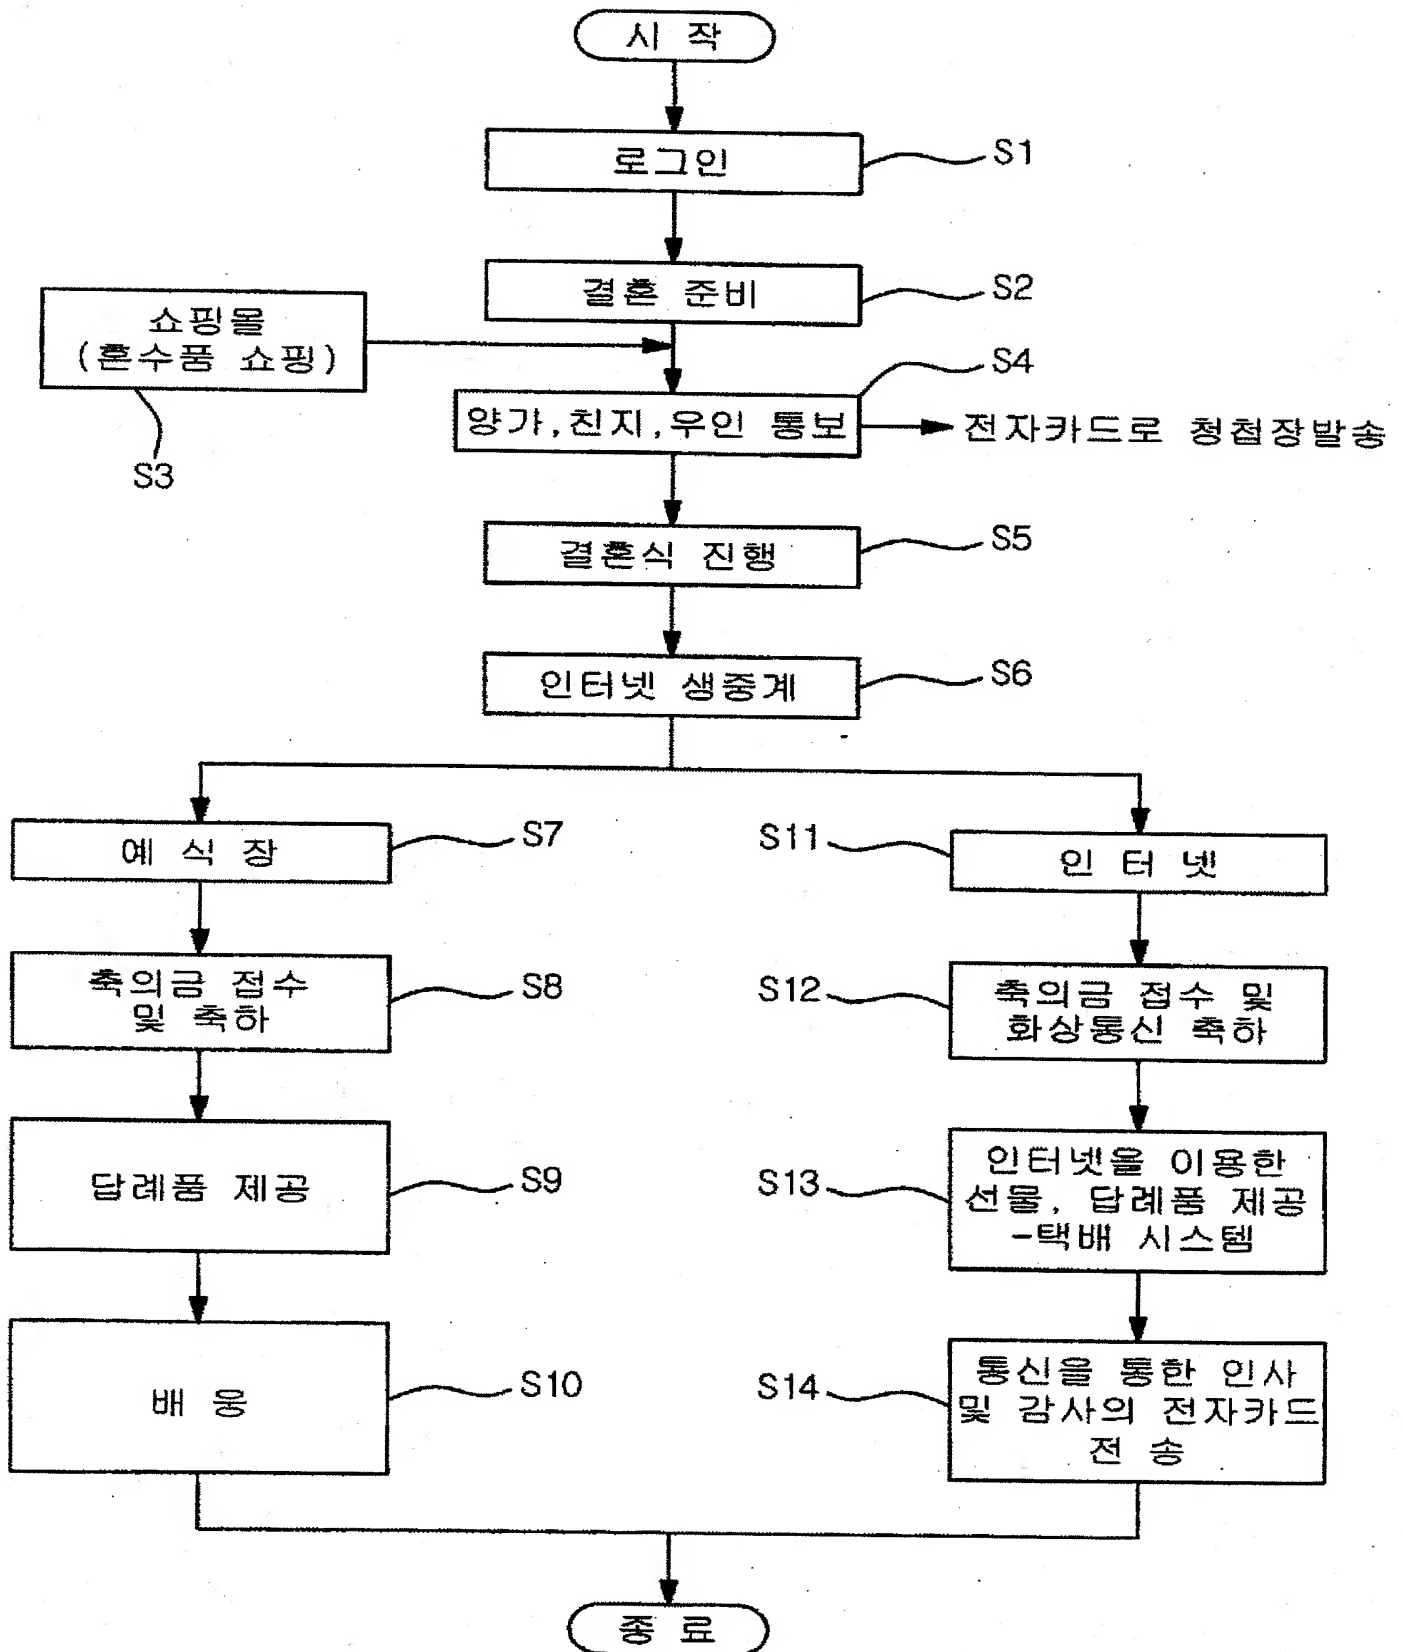 시 작
로그인
S1
결혼 준비
S2
쇼핑몰
(혼수품 쇼핑)
S3
양가,친지,우인 통보
S4
전자카드로 청첩장발송
결혼식 진행
S5
인터넷 생중계
S6
예 식 장
S7
S11
인 터 넷
축의금 접수
및 축하
S8
S12
축의금 접수 및
화상통신 축하
답례품 제공
S9
S13
인터넷을 이용한
선물, 답례품 제공
-택배 시스템
배 웅
S10
S14
통신을 통한 인사
및 감사의 전자카드
전 송
종 료